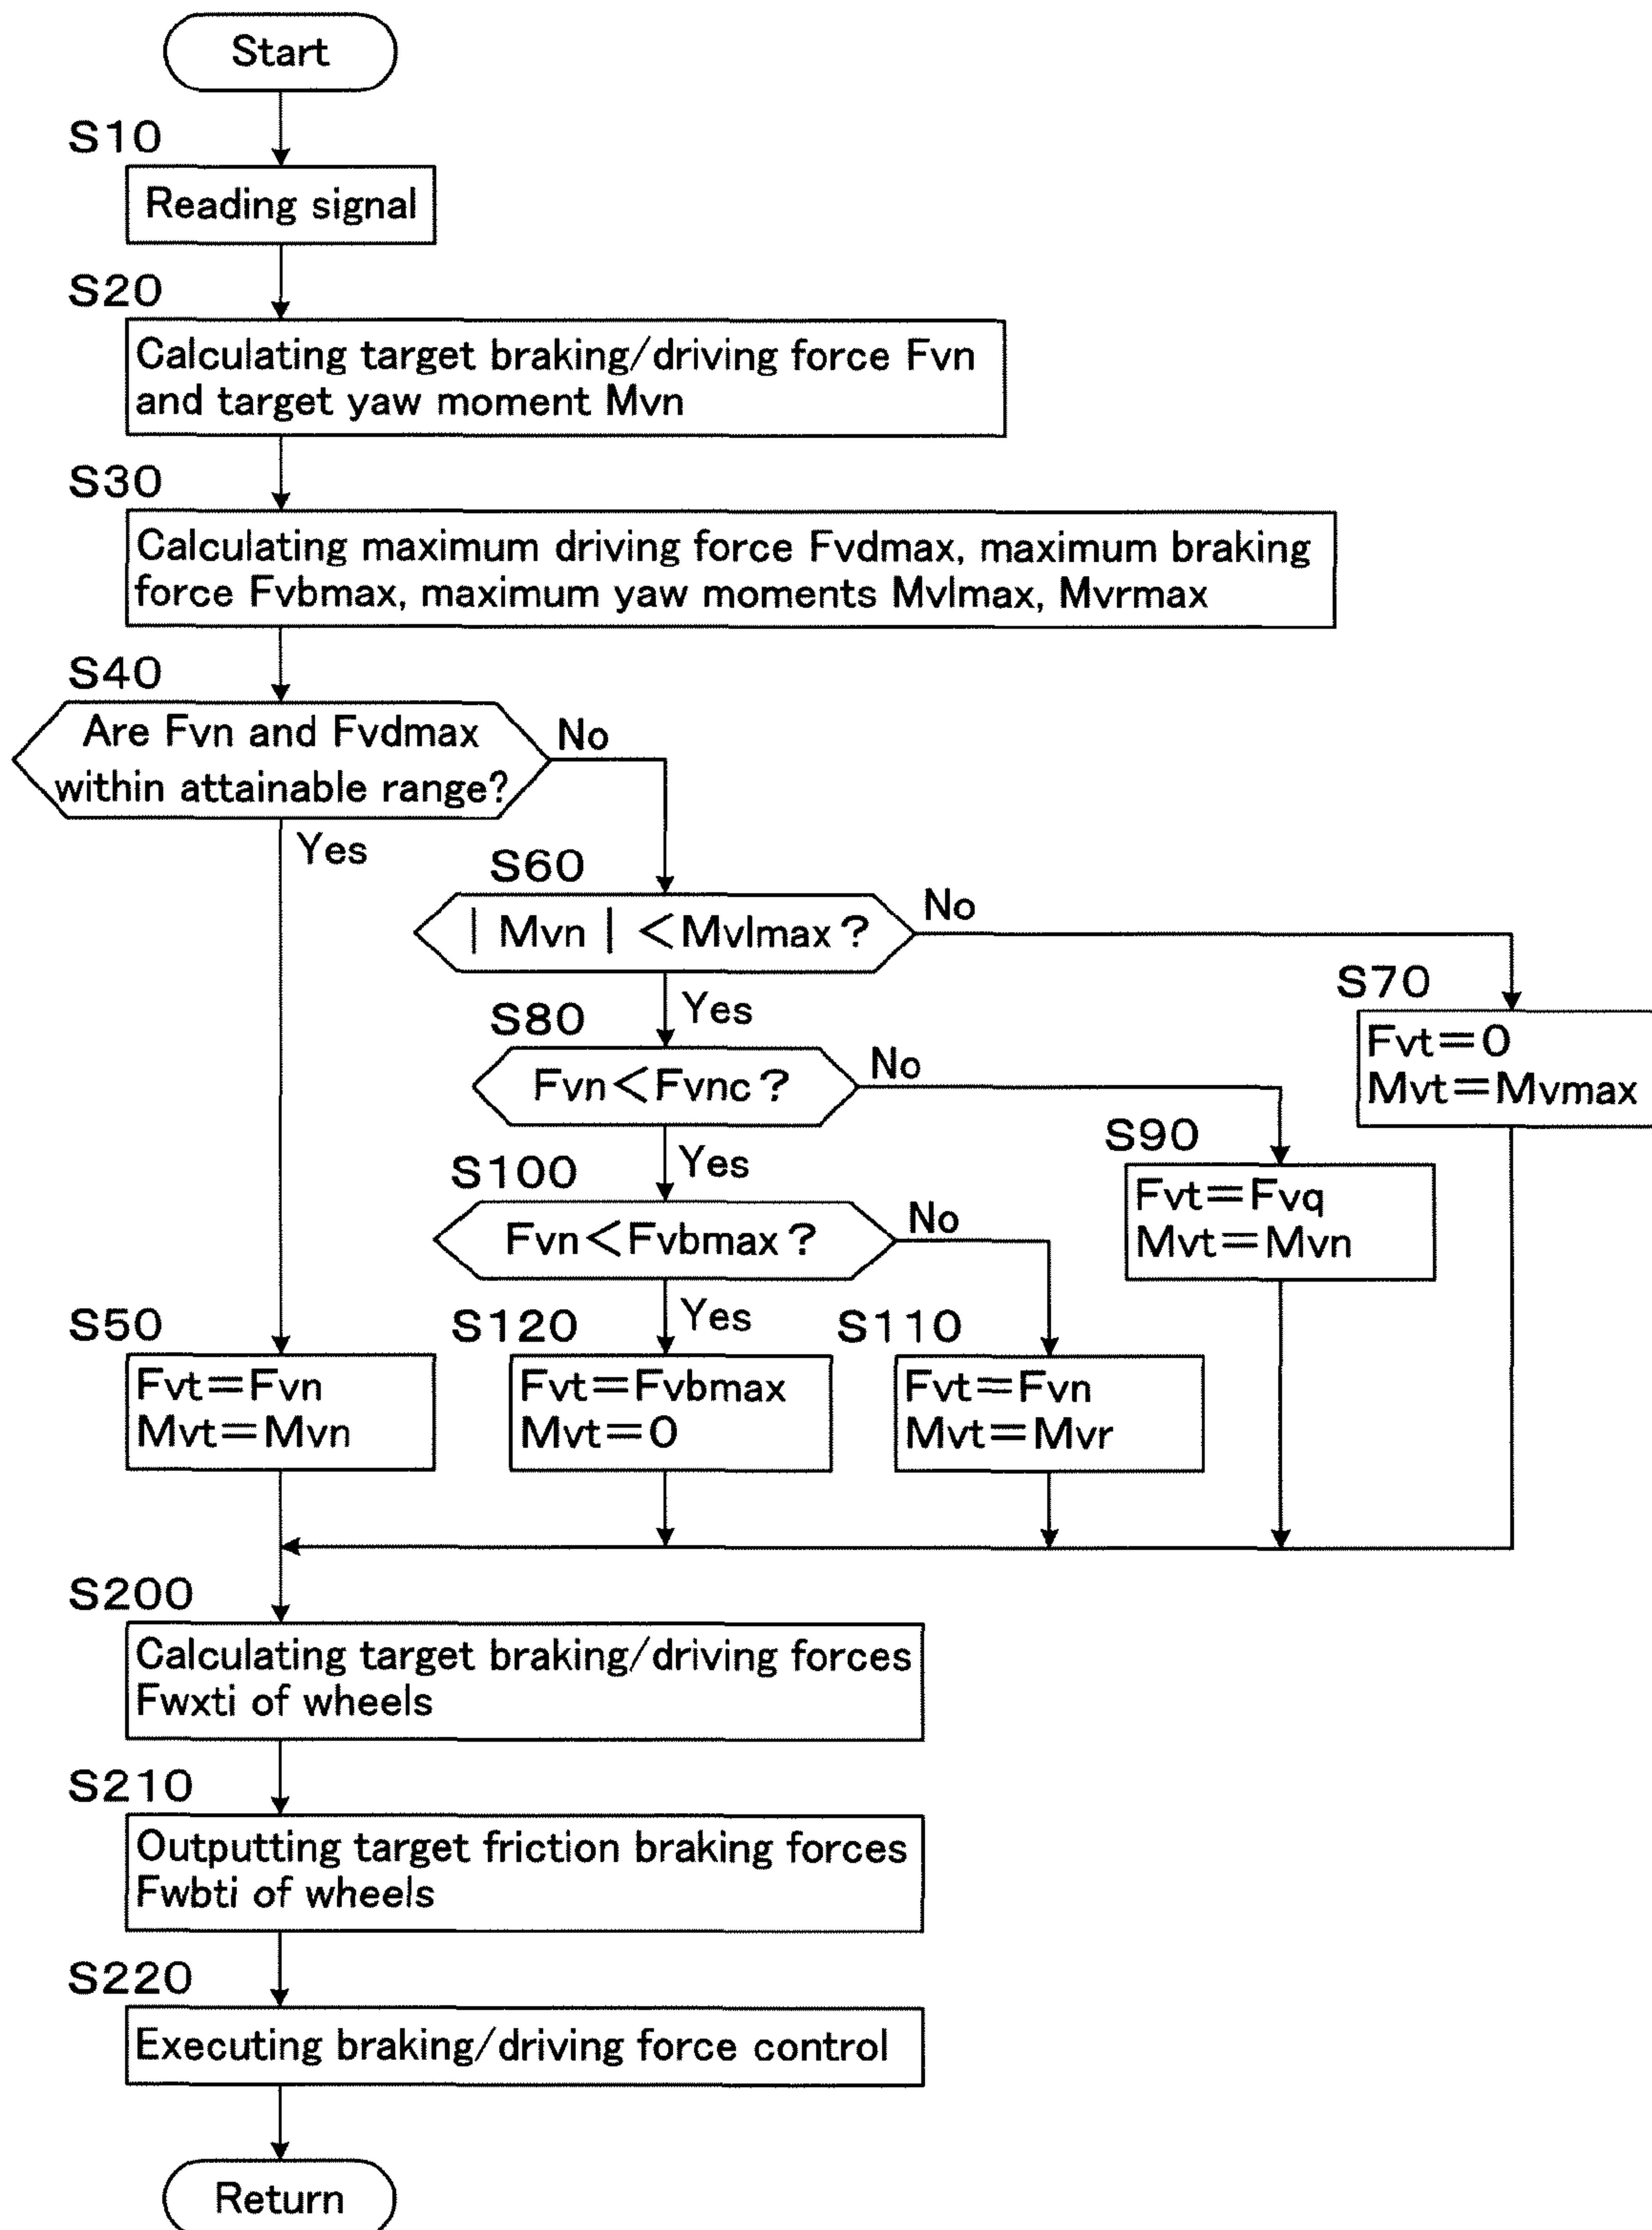 Start
S10
Reading signal
S20
Calculating target braking/driving force Fvn
and target yaw moment Mvn
S30
Calculating maximum driving force Fvdmax, maximum braking
force Fvbmax, maximum yaw moments Mvlmax, Mvrmax
S40
Are Fvn and Fvdmax
within attainable range?
No
Yes
S60
| Mvn | <Mvlmax ?
No
Yes
S70
Fvt=0
Mvt=Mvmax
S80
Fvn<Fvnc ?
No
Yes
S90
Fvt=Fvq
Mvt=Mvn
S100
Fvn<Fvbmax ?
No
Yes
S50
Fvt=Fvn
Mvt=Mvn
S120
Fvt=Fvbmax
Mvt=0
S110
Fvt=Fvn
Mvt=Mvr
S200
Calculating target braking/driving forces
Fwxti of wheels
S210
Outputting target friction braking forces
Fwbti of wheels
S220
Executing braking/driving force control
Return